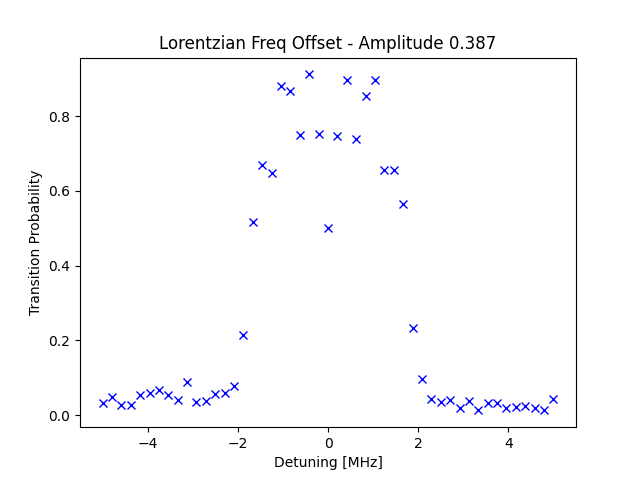 Lorentzian Freq Offset - Amplitude 0.387
Transition Probability
0.8
0.6
0.4
0.2
0.0
−4 −2 0 2 4
Detuning [MHz]